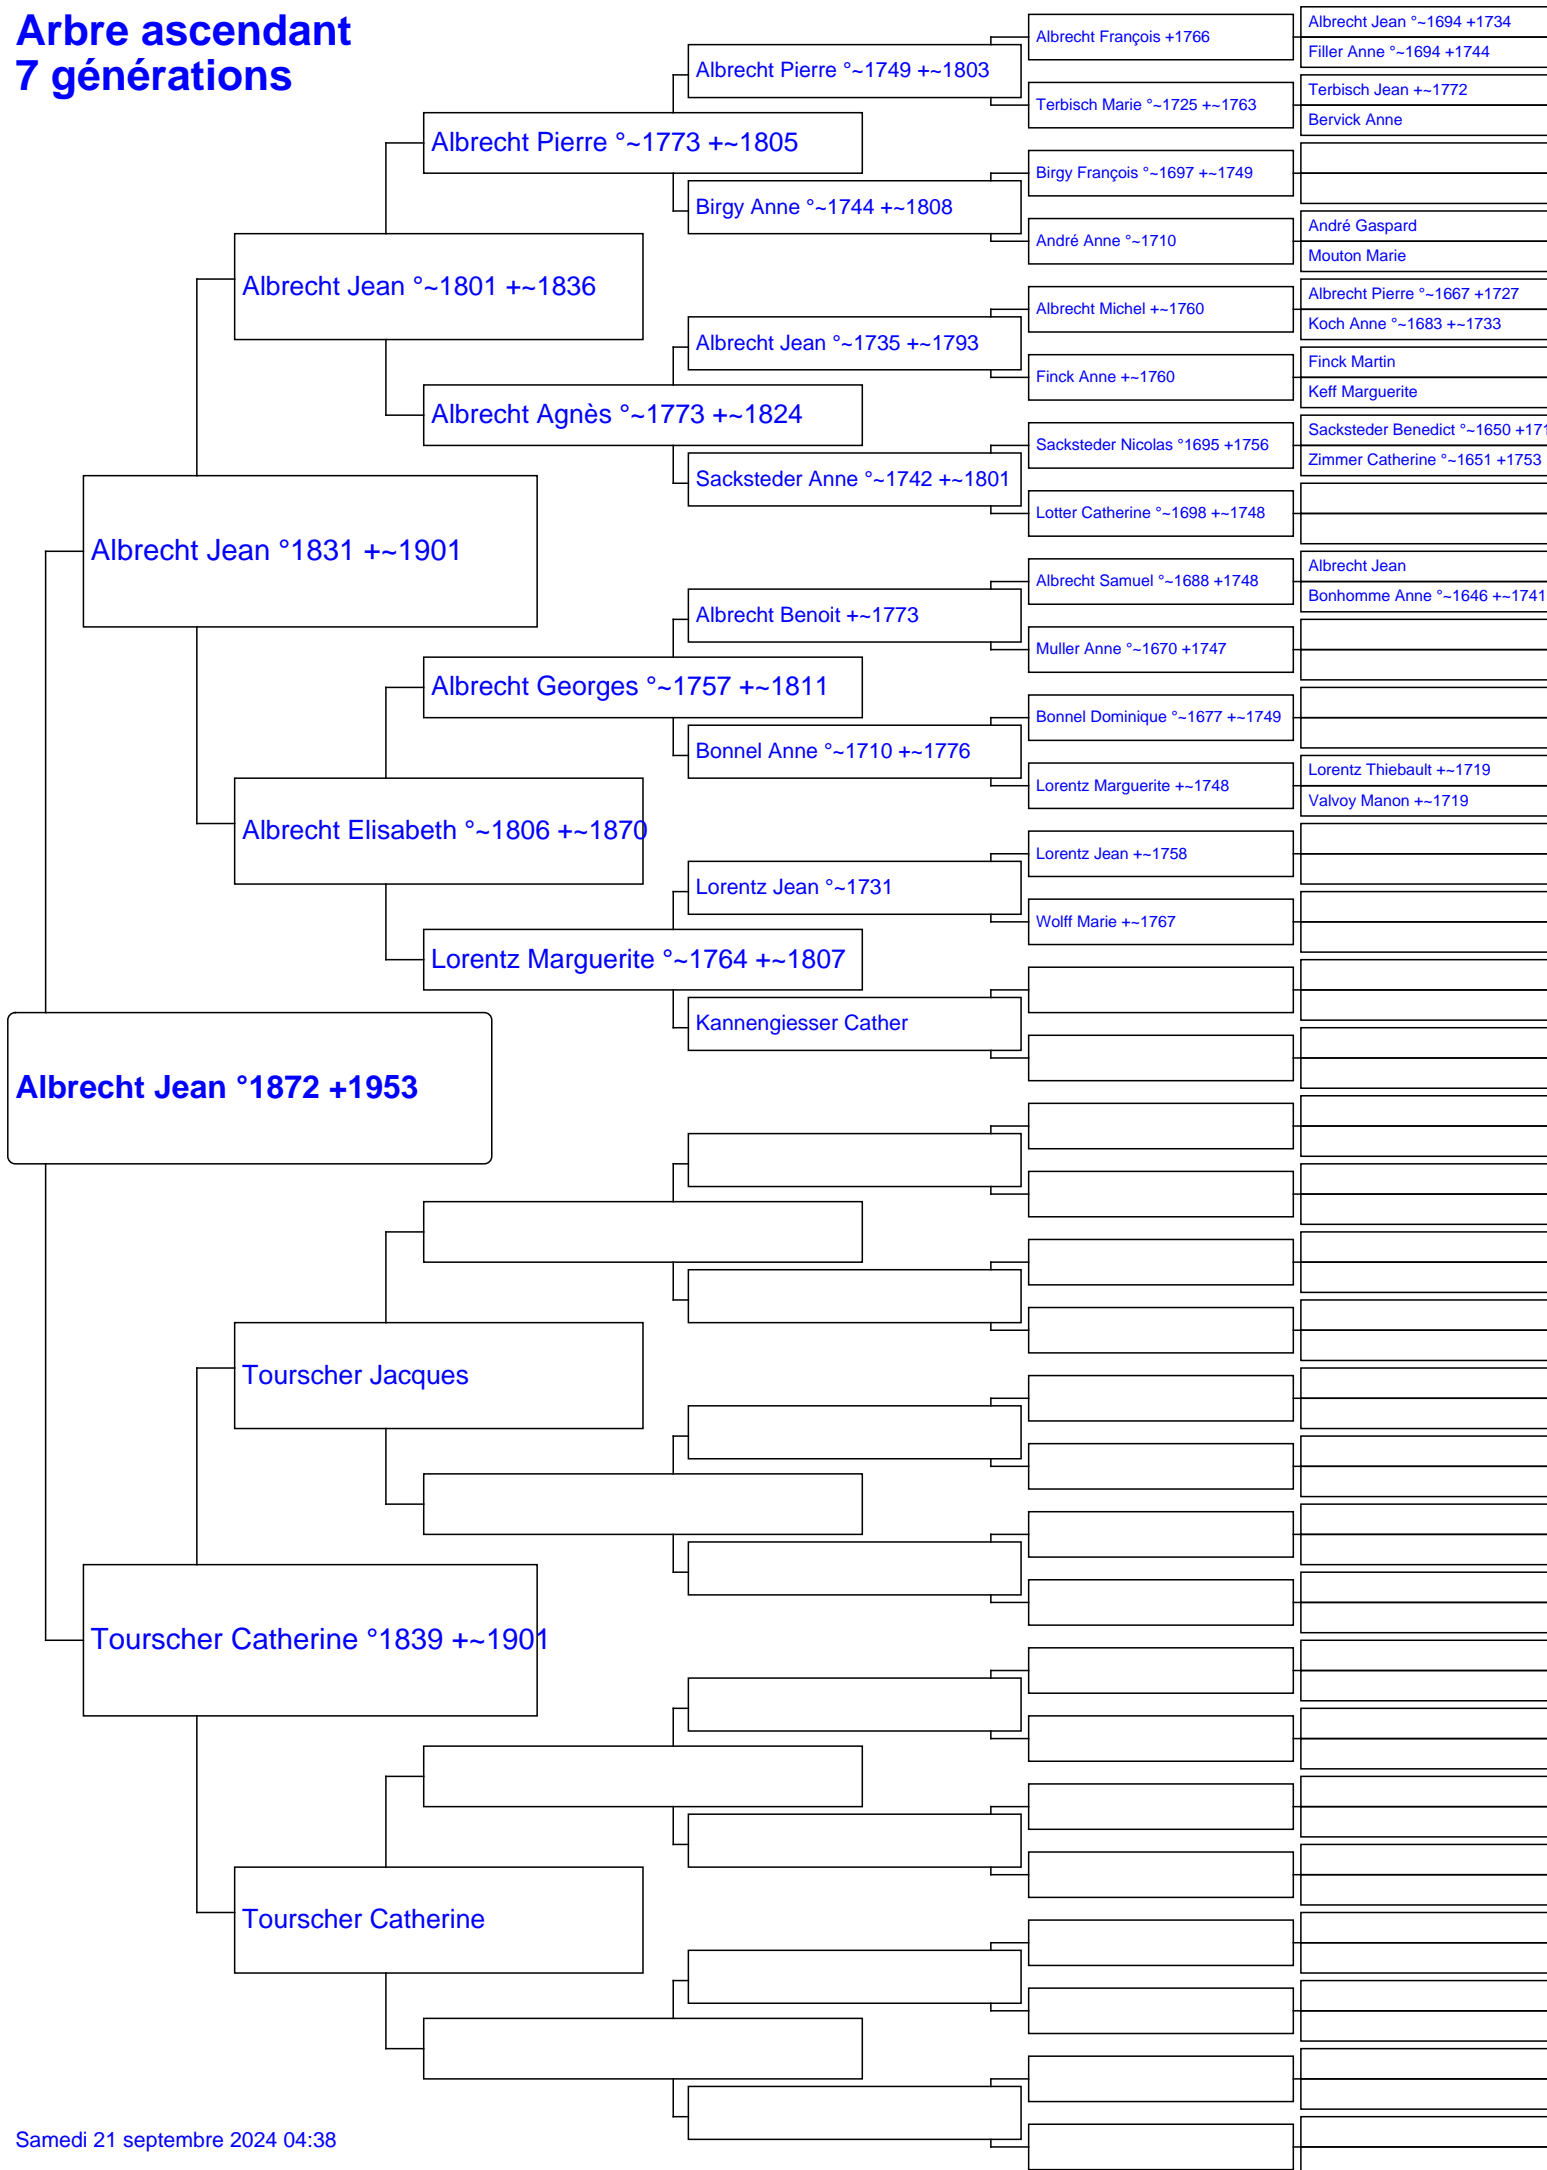 Arbre ascendant
7 générations
Albrecht Jean °1872 +1953
Albrecht Jean °1831 +~1901
Tourscher Catherine °1839 +~1901
Albrecht Jean °~1801 +~1836
Albrecht Elisabeth °~1806 +~1870
Tourscher Jacques
Tourscher Catherine
Albrecht Pierre °~1773 +~1805
Albrecht Agnès °~1773 +~1824
Albrecht Georges °~1757 +~1811
Lorentz Marguerite °~1764 +~1807
Albrecht Pierre °~1749 +~1803
Birgy Anne °~1744 +~1808
Albrecht Jean °~1735 +~1793
Sacksteder Anne °~1742 +~1801
Albrecht Benoit +~1773
Bonnel Anne °~1710 +~1776
Lorentz Jean °~1731
Kannengiesser Cather
Albrecht François +1766
Terbisch Marie °~1725 +~1763
Birgy François °~1697 +~1749
André Anne °~1710
Albrecht Michel +~1760
Finck Anne +~1760
Sacksteder Nicolas °1695 +1756
Lotter Catherine °~1698 +~1748
Albrecht Samuel °~1688 +1748
Muller Anne °~1670 +1747
Bonnel Dominique °~1677 +~1749
Lorentz Marguerite +~1748
Lorentz Jean +~1758
Wolff Marie +~1767
Albrecht Jean °~1694 +1734
Filler Anne °~1694 +1744
Terbisch Jean +~1772
Bervick Anne
André Gaspard
Mouton Marie
Albrecht Pierre °~1667 +1727
Koch Anne °~1683 +~1733
Finck Martin
Keff Marguerite
Sacksteder Benedict °~1650 +171
Zimmer Catherine °~1651 +1753
Albrecht Jean
Bonhomme Anne °~1646 +~1741
Lorentz Thiebault +~1719
Valvoy Manon +~1719
Samedi 21 septembre 2024 04:38